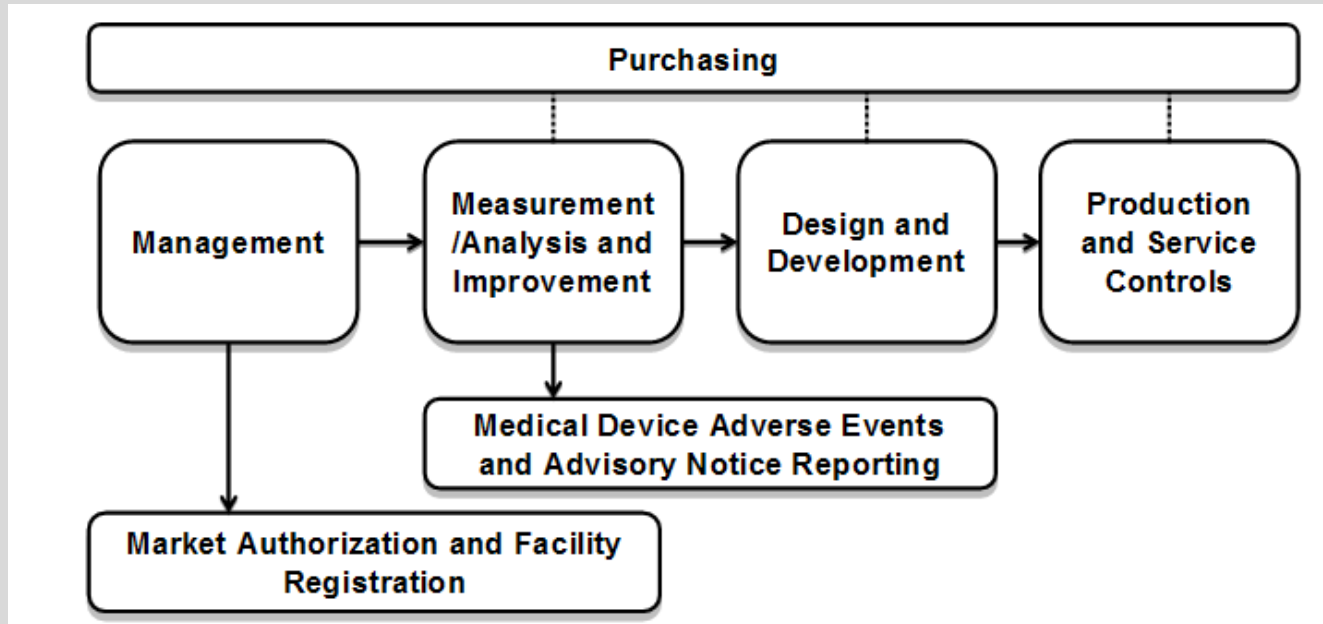 Purchasing
Management
Measurement
/Analysis and
Improvement
Design and
Development
Production
and Service
Controls
Medical Device Adverse Events
and Advisory Notice Reporting
Market Authorization and Facility
Registration